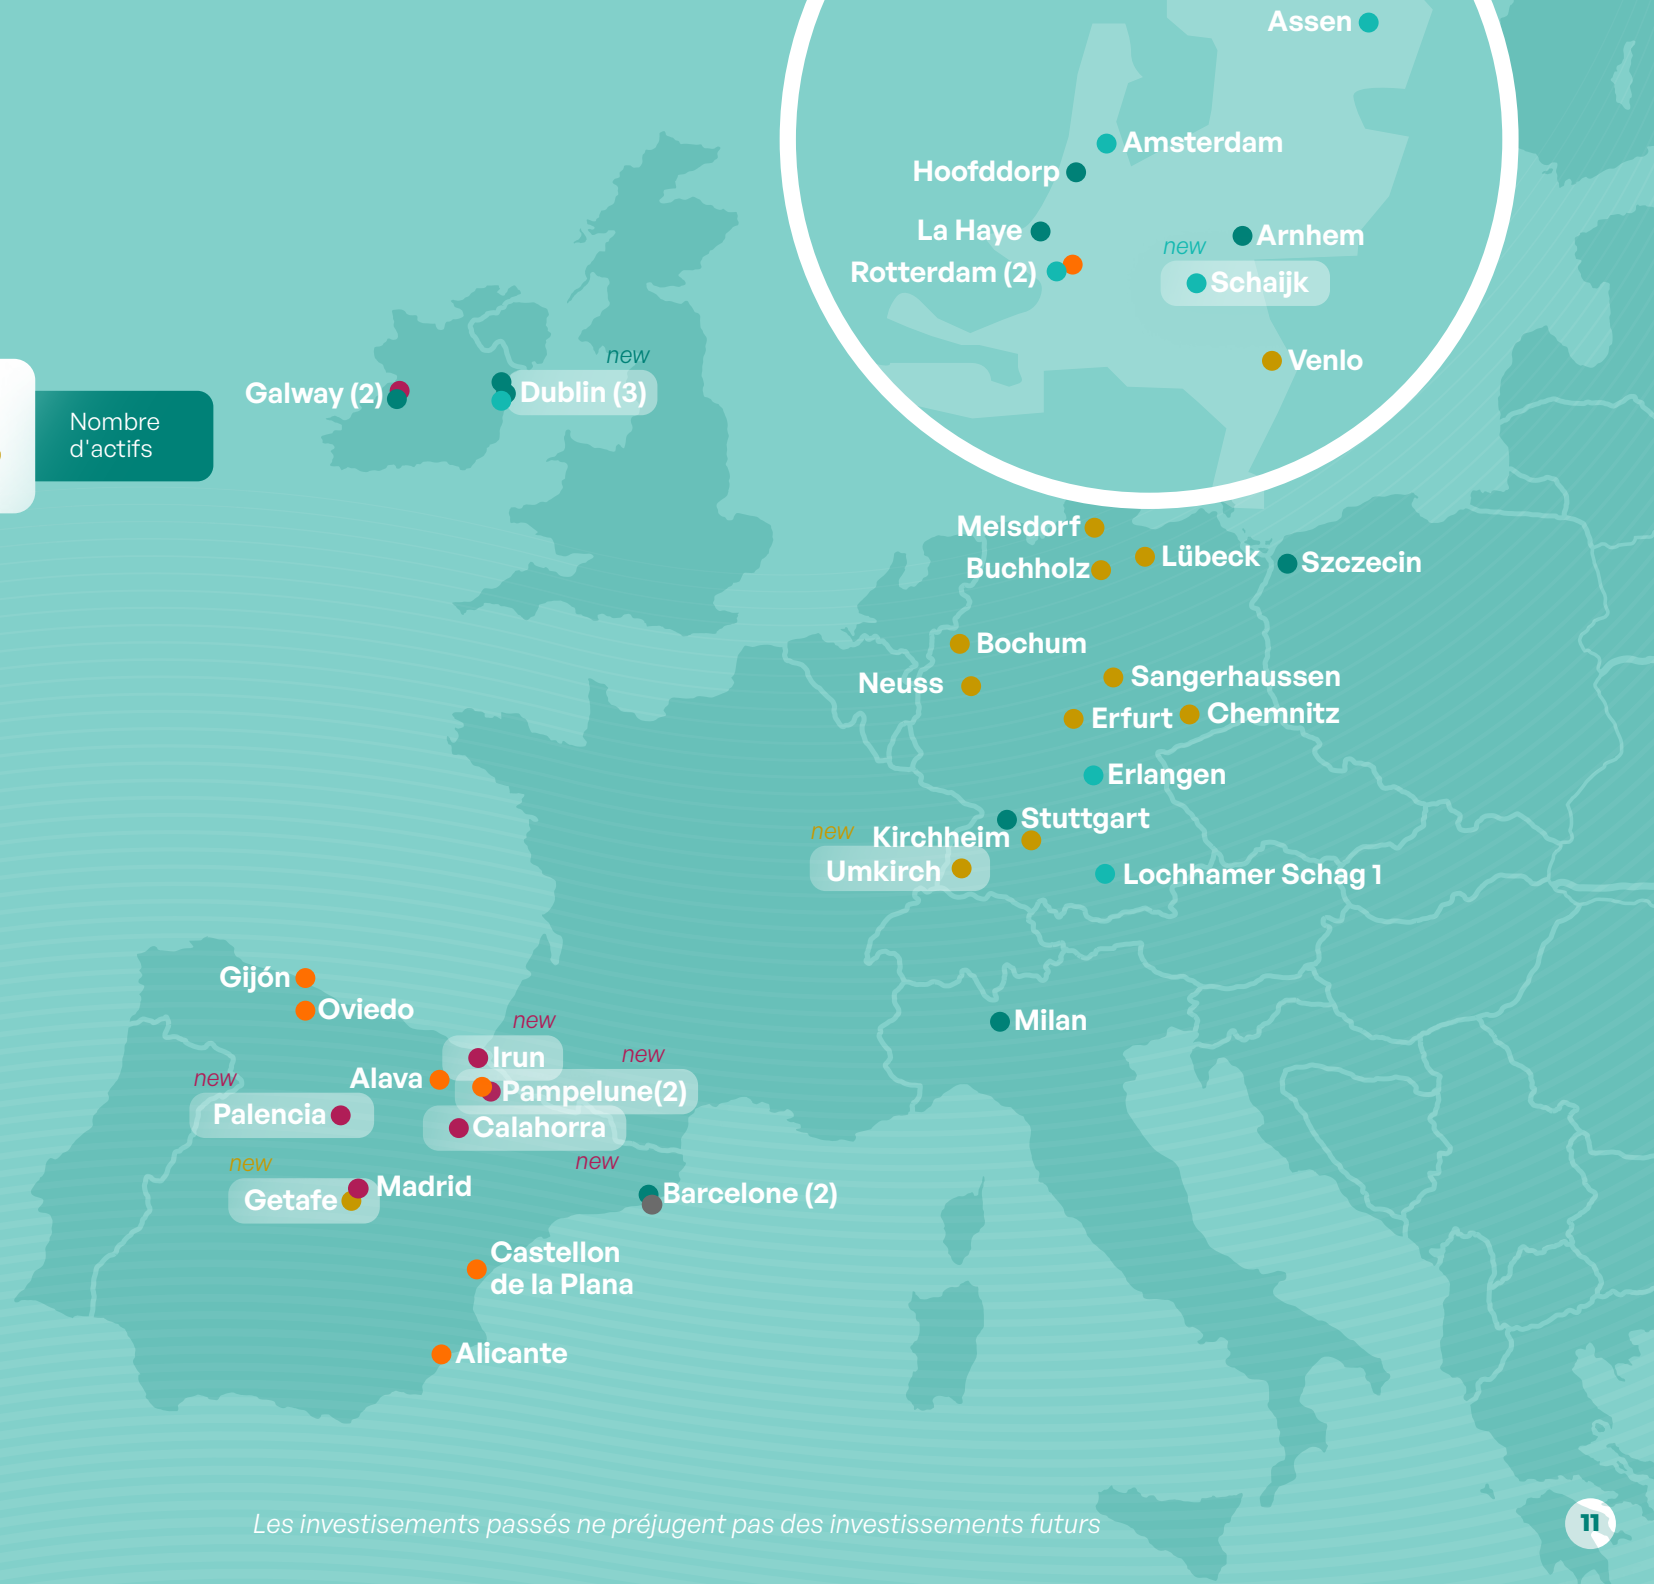 Assen
Amsterdam
Hoofddorp
La Haye
Arnhem
new
Rotterdam (2)
Schaijk
Venlo
new
Galway (2)
Dublin (3)
Nombre
d'actifs
Melsdorf
Lübeck
Szczecin
Buchholz
Bochum
Neuss
Sangerhaussen
Erfurt
Chemnitz
Erlangen
Stuttgart
new
Kirchheim
Umkirch
Lochhamer Schag 1
Gijón
Oviedo
new
Milan
Irun
new
Alava
new
Pampelune(2)
Palencia
Calahorra
new
new
Madrid
Getafe
Barcelone (2)
Castellon
de la Plana
Alicante
Les investisements passés ne préjugent pas des investissements futurs
11